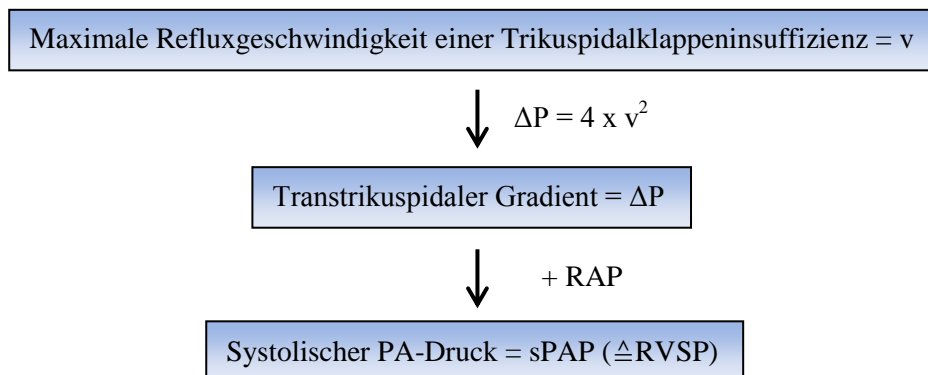 Maximale Refluxgeschwindigkeit einer Trikuspidalklappeninsuffizienz = v
ΔP = 4 x v²
Transtrikuspidaler Gradient = ΔP
+ RAP
Systolischer PA-Druck = sPAP (≙RVSP)